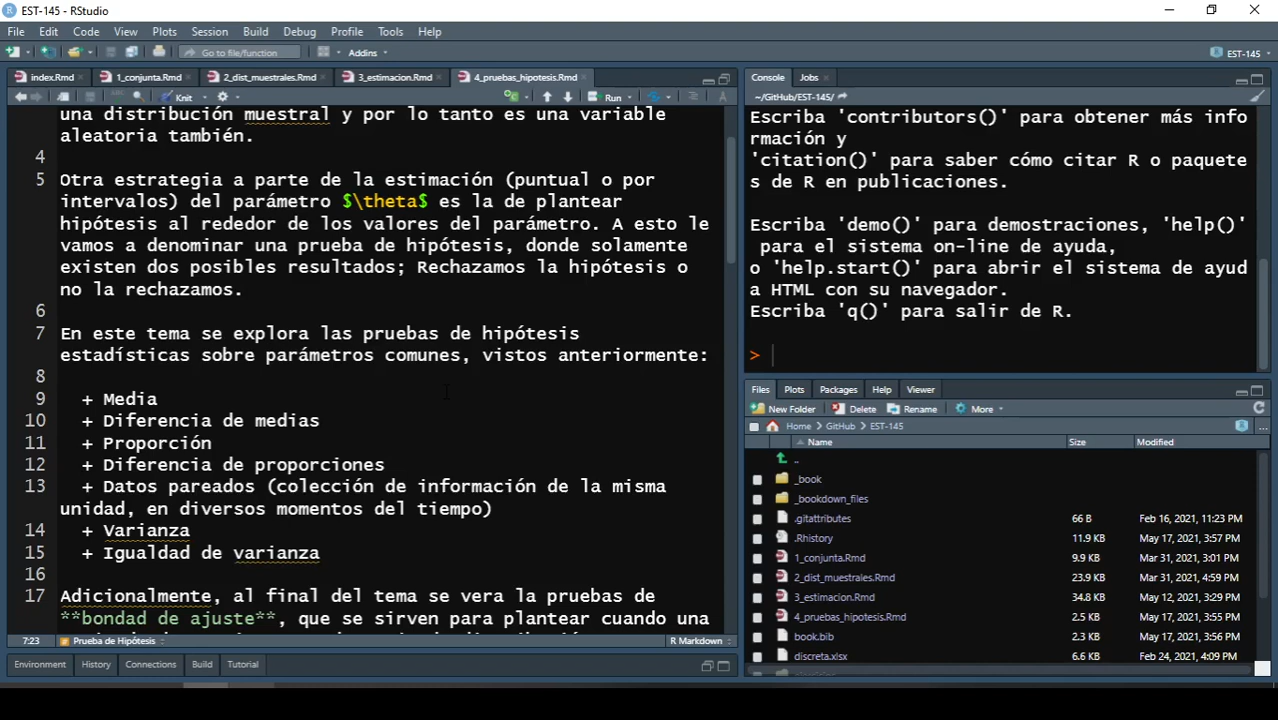 EST-145 - RStudio
File Edit Code View Plots Session Build Debug Profile Tools Help
Go to file/function Addins EST-145
index.Rmd 1_conjunta.Rmd 2_dist_muestrales.Rmd 3_estimacion.Rmd 4_pruebas_hipotesis.Rmd
Knit Run
una distribución muestral y por lo tanto es una variable
aleatoria también.
4
5 Otra estrategia a parte de la estimación (puntual o por
intervalos) del parámetro $\theta$ es la de plantear
hipótesis al rededor de los valores del parámetro. A esto le
vamos a denominar una prueba de hipótesis, donde solamente
existen dos posibles resultados; Rechazamos la hipótesis o
no la rechazamos.
6
7 En este tema se explora las pruebas de hipótesis
estadísticas sobre parámetros comunes, vistos anteriormente:
8
9 + Media
10 + Diferencia de medias
11 + Proporción
12 + Diferencia de proporciones
13 + Datos pareados (colección de información de la misma
unidad, en diversos momentos del tiempo)
14 + Varianza
15 + Igualdad de varianza
16
17 Adicionalmente, al final del tema se vera la pruebas de
**bondad de ajuste**, que se sirven para plantear cuando una
7:23 Prueba de Hipótesis R Markdown
Environment History Connections Build Tutorial
Console Jobs
~/GitHub/EST-145/
Escriba 'contributors()' para obtener más info
rmación y
'citation()' para saber cómo citar R o paquete
s de R en publicaciones.
Escriba 'demo()' para demostraciones, 'help()'
para el sistema on-line de ayuda,
o 'help.start()' para abrir el sistema de ayud
a HTML con su navegador.
Escriba 'q()' para salir de R.
>
Files Plots Packages Help Viewer
New Folder Delete Rename More
Home GitHub EST-145 ...
Name Size Modified
..
_book
_bookdown_files
.gitattributes 66 B Feb 16, 2021, 11:23 PM
.Rhistory 11.9 KB May 17, 2021, 3:57 PM
1_conjunta.Rmd 9.9 KB Mar 31, 2021, 3:01 PM
2_dist_muestrales.Rmd 23.9 KB Mar 31, 2021, 4:59 PM
3_estimacion.Rmd 34.8 KB May 12, 2021, 3:29 PM
4_pruebas_hipotesis.Rmd May 17, 2021, 3:55 PM
book.bib 2.3 KB May 17, 2021, 3:56 PM
discreta.xlsx 6.6 KB Feb 24, 2021, 4:09 PM